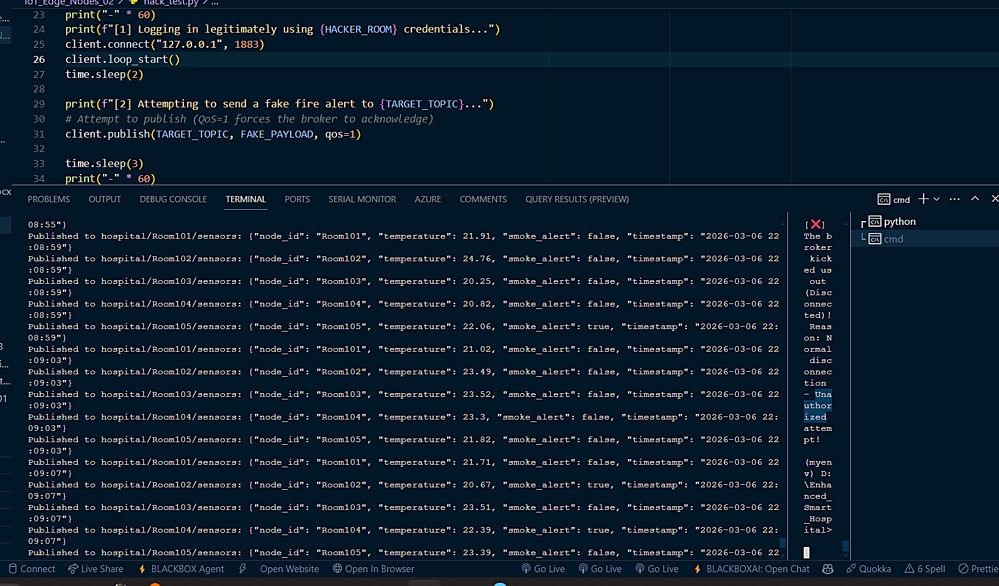 IoT_Edge_Nodes_02 > hack_test.py > ...
23 print("-" * 60)
24 print(f"[1] Logging in legitimately using {HACKER_ROOM} credentials...")
25 client.connect("127.0.0.1", 1883)
26 client.loop_start()
27 time.sleep(2)
28
29 print(f"[2] Attempting to send a fake fire alert to {TARGET_TOPIC}...")
30 # Attempt to publish (QoS=1 forces the broker to acknowledge)
31 client.publish(TARGET_TOPIC, FAKE_PAYLOAD, qos=1)
32
33 time.sleep(3)
34 print("-" * 60)
PROBLEMS OUTPUT DEBUG CONSOLE TERMINAL PORTS SERIAL MONITOR AZURE COMMENTS QUERY RESULTS (PREVIEW)
cmd
08:55"}
Published to hospital/Room101/sensors: {"node_id": "Room101", "temperature": 21.91, "smoke_alert": false, "timestamp": "2026-03-06 22
:08:59"}
Published to hospital/Room102/sensors: {"node_id": "Room102", "temperature": 24.76, "smoke_alert": false, "timestamp": "2026-03-06 22
:08:59"}
Published to hospital/Room103/sensors: {"node_id": "Room103", "temperature": 20.25, "smoke_alert": false, "timestamp": "2026-03-06 22
:08:59"}
Published to hospital/Room104/sensors: {"node_id": "Room104", "temperature": 20.82, "smoke_alert": false, "timestamp": "2026-03-06 22
:08:59"}
Published to hospital/Room105/sensors: {"node_id": "Room105", "temperature": 22.06, "smoke_alert": true, "timestamp": "2026-03-06 22:
08:59"}
Published to hospital/Room101/sensors: {"node_id": "Room101", "temperature": 21.02, "smoke_alert": false, "timestamp": "2026-03-06 22
:09:03"}
Published to hospital/Room102/sensors: {"node_id": "Room102", "temperature": 23.49, "smoke_alert": false, "timestamp": "2026-03-06 22
:09:03"}
Published to hospital/Room103/sensors: {"node_id": "Room103", "temperature": 23.52, "smoke_alert": false, "timestamp": "2026-03-06 22
:09:03"}
Published to hospital/Room104/sensors: {"node_id": "Room104", "temperature": 23.3, "smoke_alert": false, "timestamp": "2026-03-06 22:
09:03"}
Published to hospital/Room105/sensors: {"node_id": "Room105", "temperature": 21.82, "smoke_alert": false, "timestamp": "2026-03-06 22
:09:03"}
Published to hospital/Room101/sensors: {"node_id": "Room101", "temperature": 21.71, "smoke_alert": false, "timestamp": "2026-03-06 22
:09:07"}
Published to hospital/Room102/sensors: {"node_id": "Room102", "temperature": 20.67, "smoke_alert": true, "timestamp": "2026-03-06 22:
09:07"}
Published to hospital/Room103/sensors: {"node_id": "Room103", "temperature": 23.51, "smoke_alert": false, "timestamp": "2026-03-06 22
:09:07"}
Published to hospital/Room104/sensors: {"node_id": "Room104", "temperature": 22.39, "smoke_alert": true, "timestamp": "2026-03-06 22:
09:07"}
Published to hospital/Room105/sensors: {"node_id": "Room105", "temperature": 23.39, "smoke_alert": false, "timestamp": "2026-03-06 22
[❌]
The b
roker
kick
ed us
out
(Disc
onnec
ted)!
Reas
on: N
ormal
disc
onnec
tion
- Una
uthor
ized
attem
pt!
(myen
v) D:
\Enha
nced_
Smart
_Hosp
ital>
python
cmd
Connect Live Share BLACKBOX Agent Open Website Open In Browser Go Live Go Live Go Live BLACKBOXAI: Open Chat Quokka 6 Spell Prettie